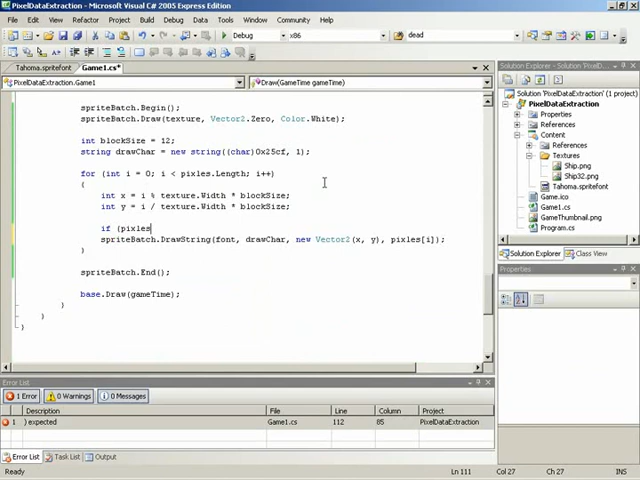 PixelDataExtraction - Microsoft Visual C# 2005 Express Edition
File Edit View Refactor Project Build Debug Data Tools Window Community Help
Debug x86 dead
Tahoma.spritefont Game1.cs*
PixelDataExtraction.Game1 Draw(GameTime gameTime)
spriteBatch.Begin();
spriteBatch.Draw(texture, Vector2.Zero, Color.White);
int blockSize = 12;
string drawChar = new string((char)0x25cf, 1);
for (int i = 0; i < pixles.Length; i++)
{
int x = i % texture.Width * blockSize;
int y = i / texture.Width * blockSize;
if (pixles
spriteBatch.DrawString(font, drawChar, new Vector2(x, y), pixles[i]);
}
spriteBatch.End();
base.Draw(gameTime);
}
}
}
Solution Explorer - Solution 'PixelDataExtraction' (1 project)
Solution 'PixelDataExtraction' (1 project)
PixelDataExtraction
Properties
References
Content
References
Textures
Ship.png
Ship32.png
Tahoma.spritefont
Game.ico
Game1.cs
GameThumbnail.png
Program.cs
Solution Explorer Class View
Properties
Error List
1 Error 0 Warnings 0 Messages
Description File Line Column Project
1 ) expected Game1.cs 112 85 PixelDataExtraction
Error List Task List Output
Ready Ln 111 Col 27 Ch 27 INS